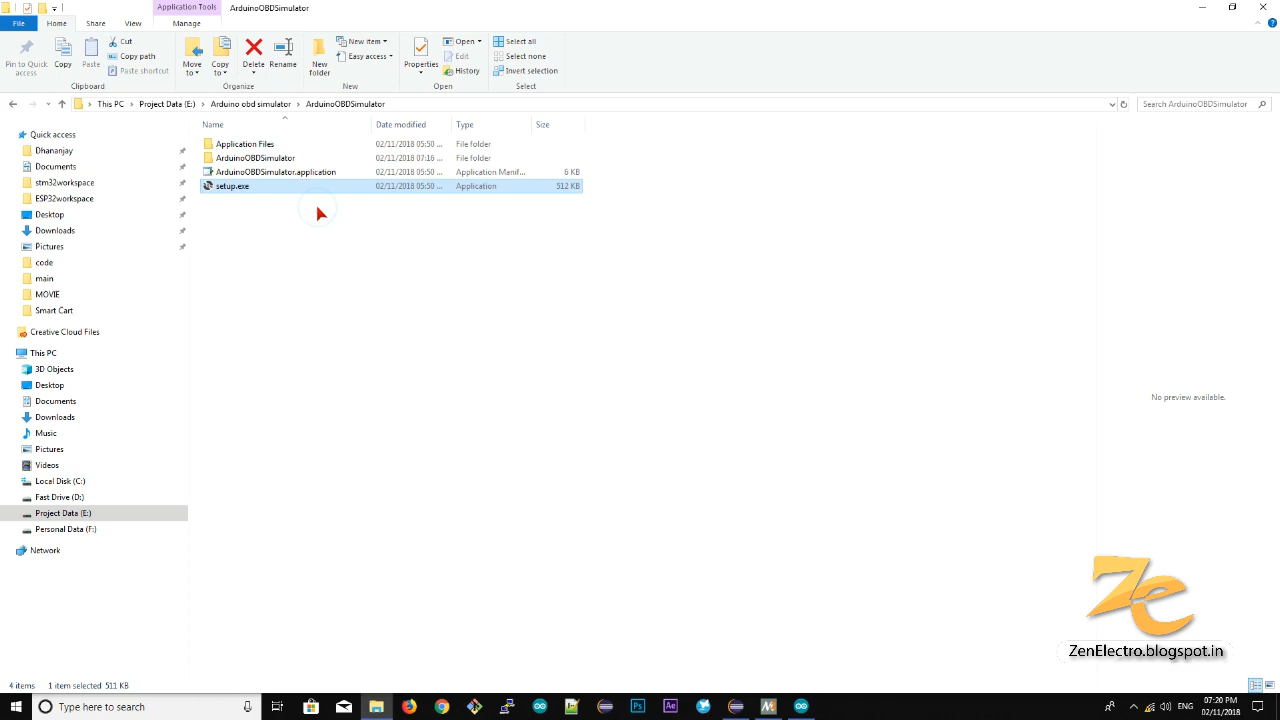 Application Tools
ArduinoOBDSimulator
File
Home
Share
View
Manage
Pin to Quick access
Copy
Paste
Cut
Copy path
Paste shortcut
Clipboard
Move to
Copy to
Delete
Rename
Organize
New folder
New item
Easy access
New
Properties
Open
Edit
History
Open
Select all
Select none
Invert selection
Select
This PC
Project Data (E:)
Arduino obd simulator
ArduinoOBDSimulator
Search ArduinoOBDSimulator
Name
Date modified
Type
Size
Application Files 02/11/2018 05:50 ... File folder
ArduinoOBDSimulator 02/11/2018 07:16 ... File folder
ArduinoOBDSimulator.application 02/11/2018 05:50 ... Application Manif... 6 KB
setup.exe 02/11/2018 05:50 ... Application 512 KB
Quick access
Dhananjay
Documents
stm32workspace
ESP32workspace
Desktop
Downloads
Pictures
code
main
MOVIE
Smart Cart
Creative Cloud Files
This PC
3D Objects
Desktop
Documents
Downloads
Music
Pictures
Videos
Local Disk (C:)
Fast Drive (D:)
Project Data (E:)
Personal Data (F:)
Network
No preview available.
Ze
ZenElectro.blogspot.in
4 items 1 item selected 511 KB
Type here to search
Ps
Ae
M
ENG
07:20 PM
02/11/2018